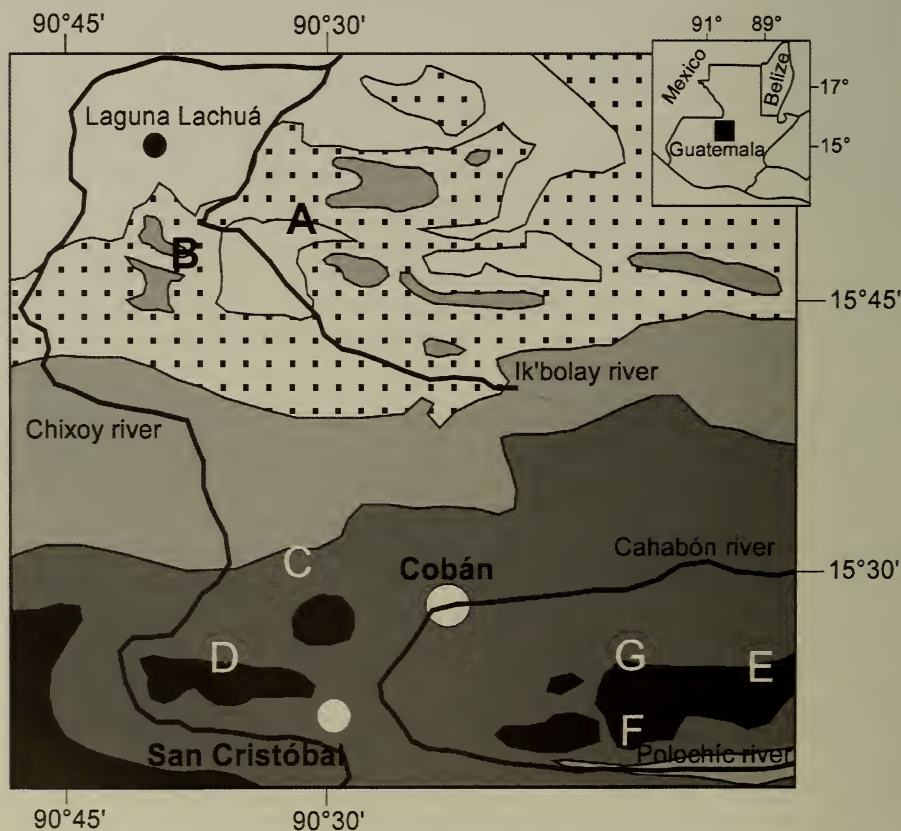 90°45'
90°30'
91°
89°
Mexico
Belize
17°
Guatemala
15°
Laguna Lachuá
A
B
15°45'
Ik'bolay river
Chixoy river
C
Cobán
Cahabón river
15°30'
D
G
E
F
San Cristóbal
Polochíc river
90°45'
90°30'